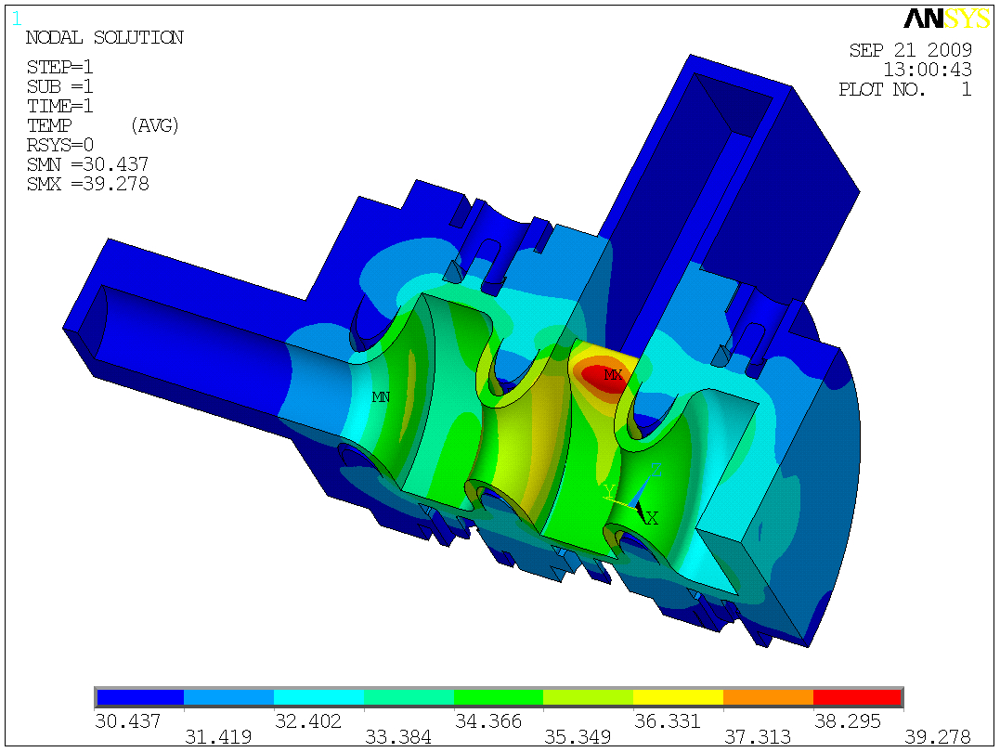 1
ANSYS
NODAL SOLUTION
SEP 21 2009
13:00:43
PLOT NO. 1
STEP=1
SUB =1
TIME=1
TEMP (AVG)
RSYS=0
SMN =30.437
SMX =39.278
MX
MN
Y
Z
X
30.437 32.402 34.366 36.331 38.295
31.419 33.384 35.349 37.313 39.278